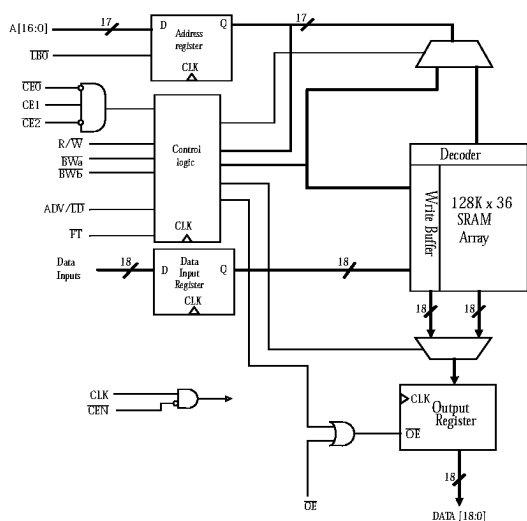 A[16:0]
17
D
Q
17
Address
register
CLK
LBO
CE0
CE1
CE2
R/W
BWa
BWb
ADV/LD
FT
Control
logic
CLK
Decoder
Write Buffer
128K x 36
SRAM
Array
Data
Inputs
18
D
Q
Data
Input
Register
CLK
18
18
18
CLK
CEN
CLK
Output
Register
OE
OE
18
DATA [18:0]